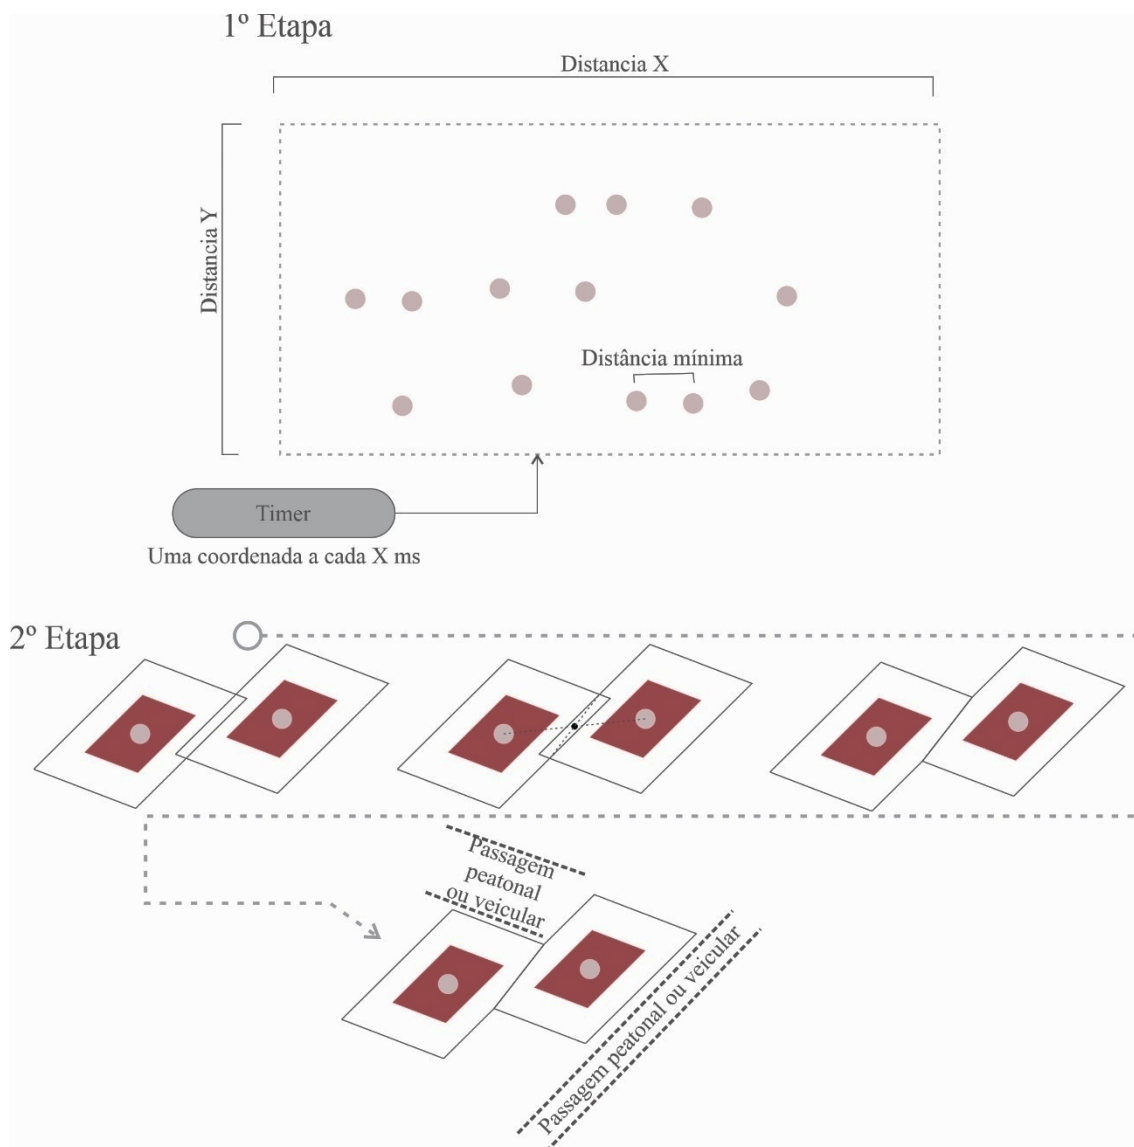 1º Etapa
Distancia X
Distancia Y
Distância mínima
Timer
Uma coordenada a cada X ms
2º Etapa
Passagem
peatonal
ou veicular
Passagem peatonal ou veicular